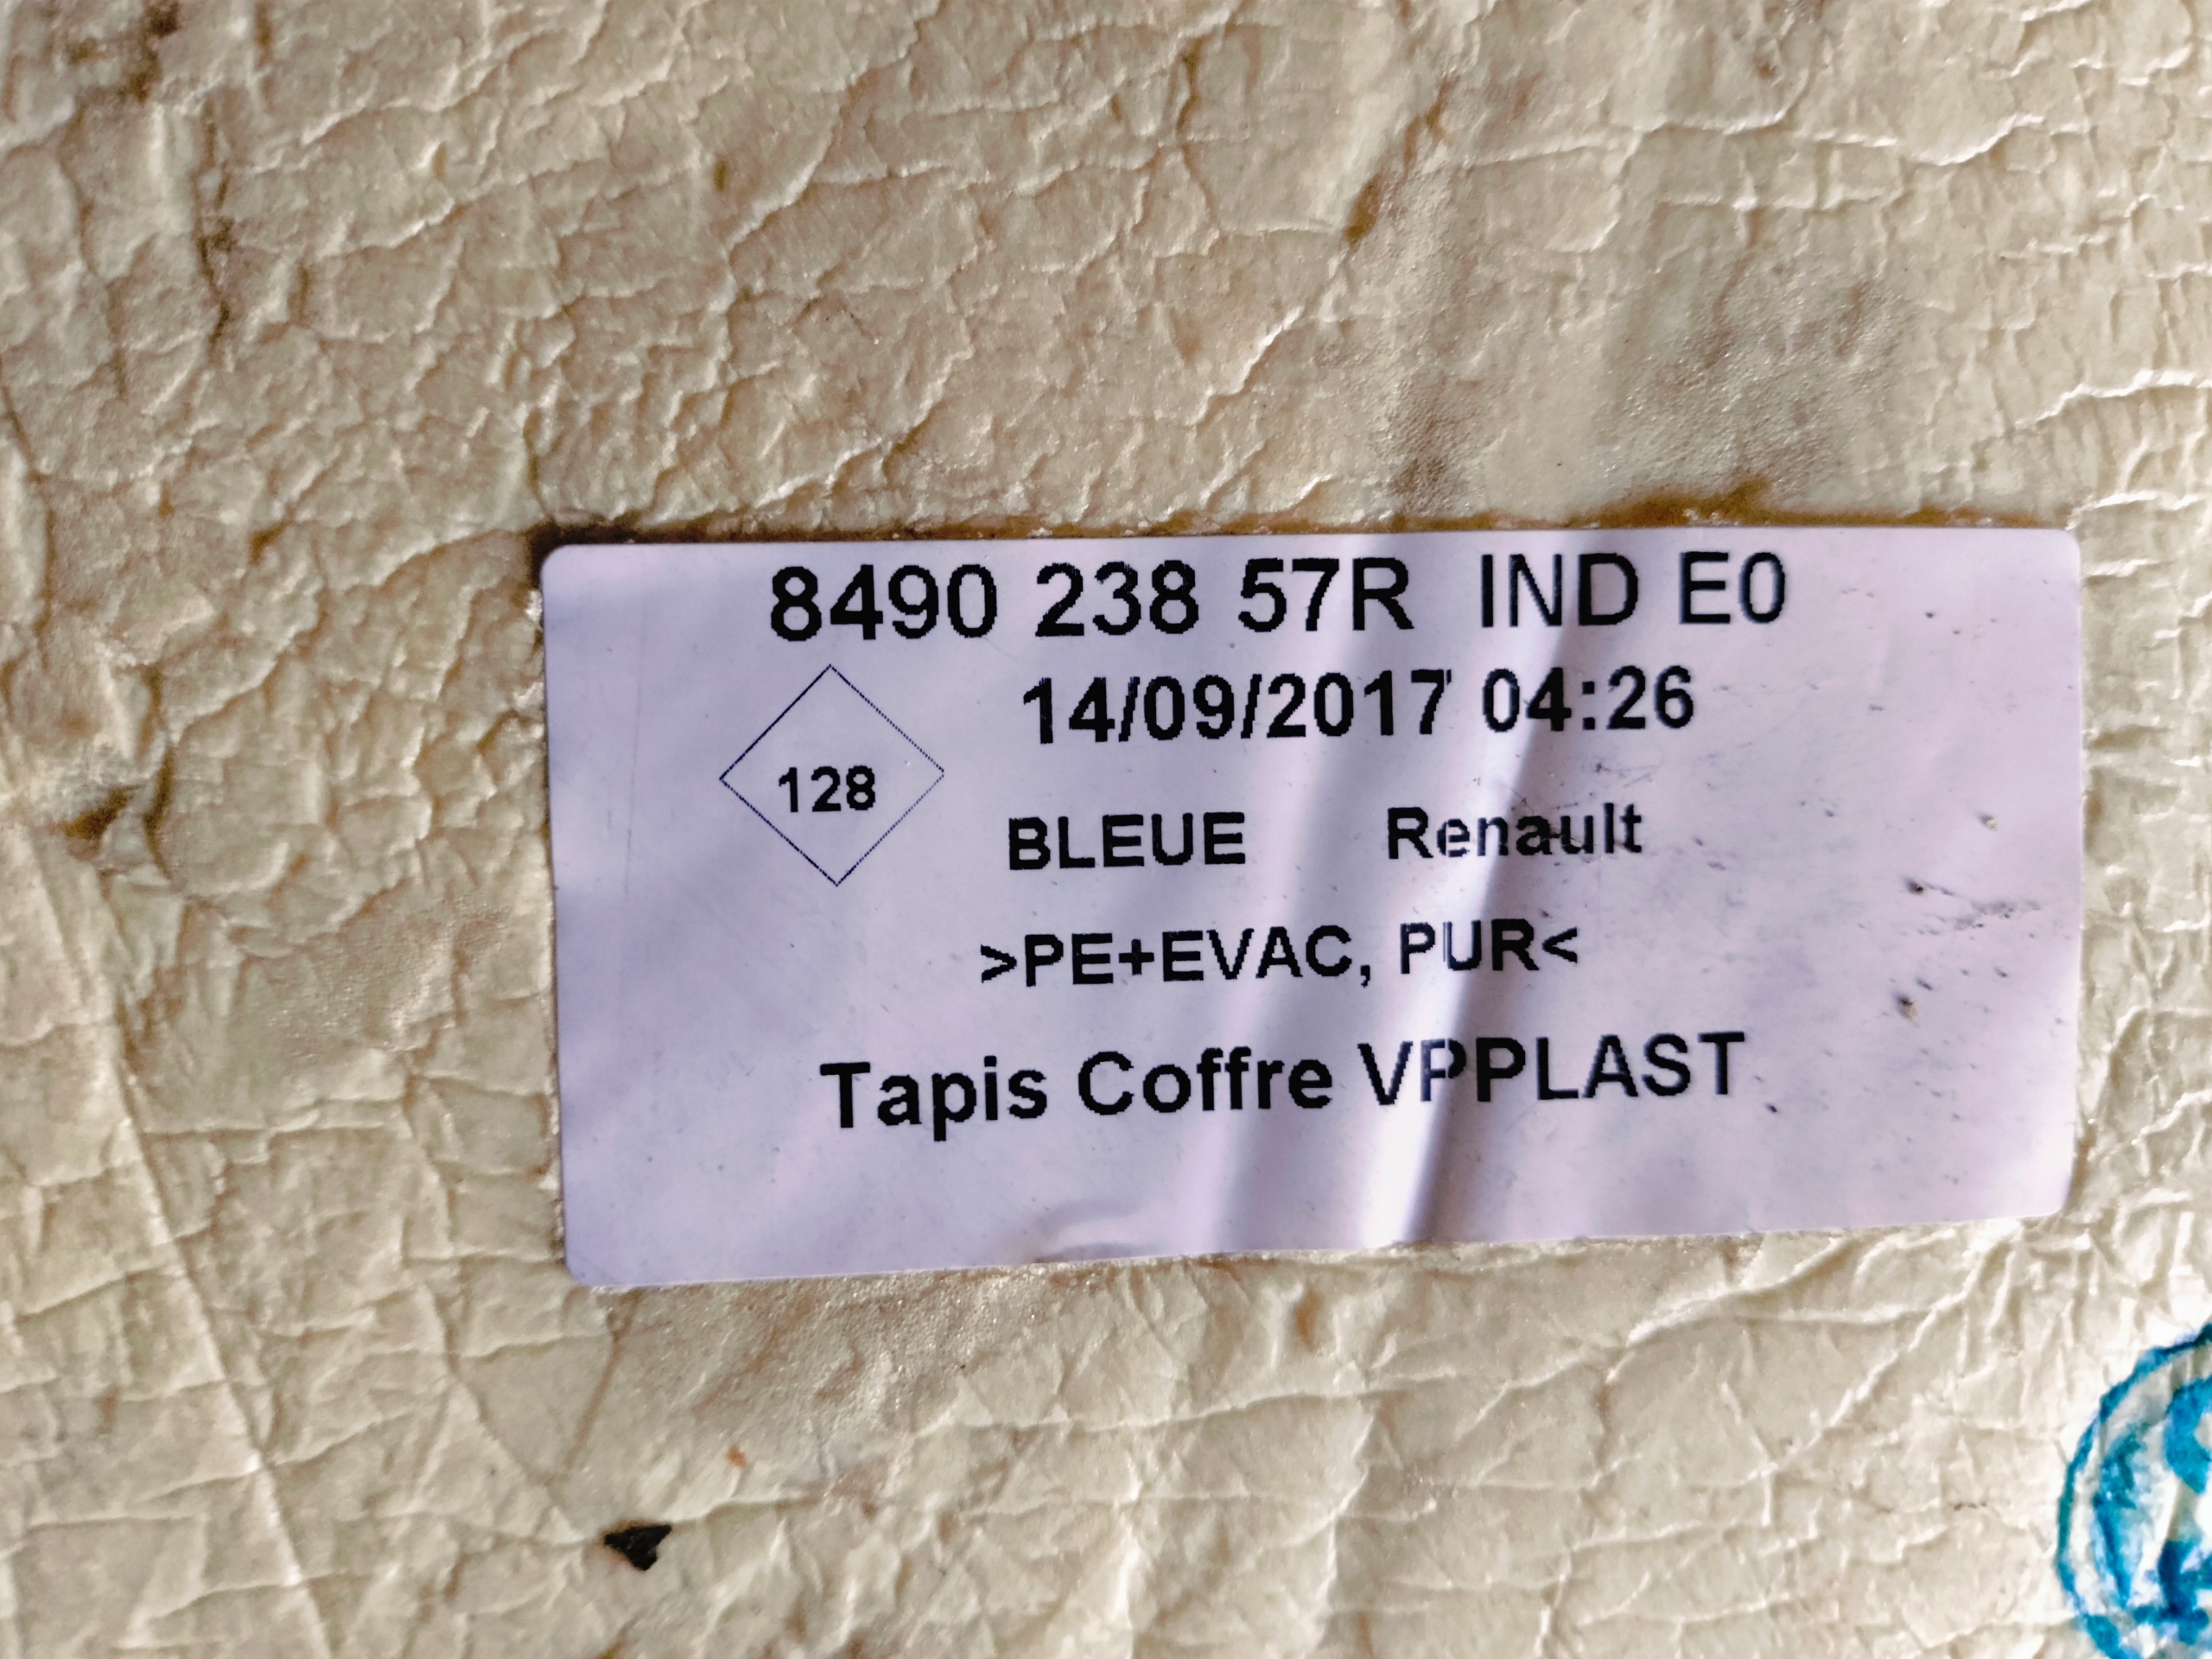 8490 238 57R IND E0
14/09/2017 04:26
128
BLEUE Renault
>PE+EVAC, PUR<
Tapis Coffre VPPLAST